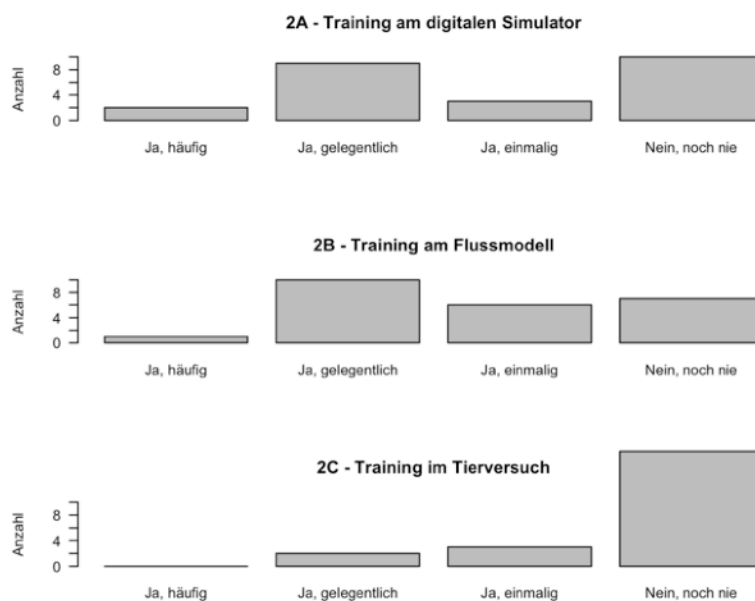 2A - Training am digitalen Simulator
Anzahl
8
4
0
Ja, häufig Ja, gelegentlich Ja, einmalig Nein, noch nie
2B - Training am Flussmodell
Anzahl
8
4
0
Ja, häufig Ja, gelegentlich Ja, einmalig Nein, noch nie
2C - Training im Tierversuch
Anzahl
8
4
0
Ja, häufig Ja, gelegentlich Ja, einmalig Nein, noch nie